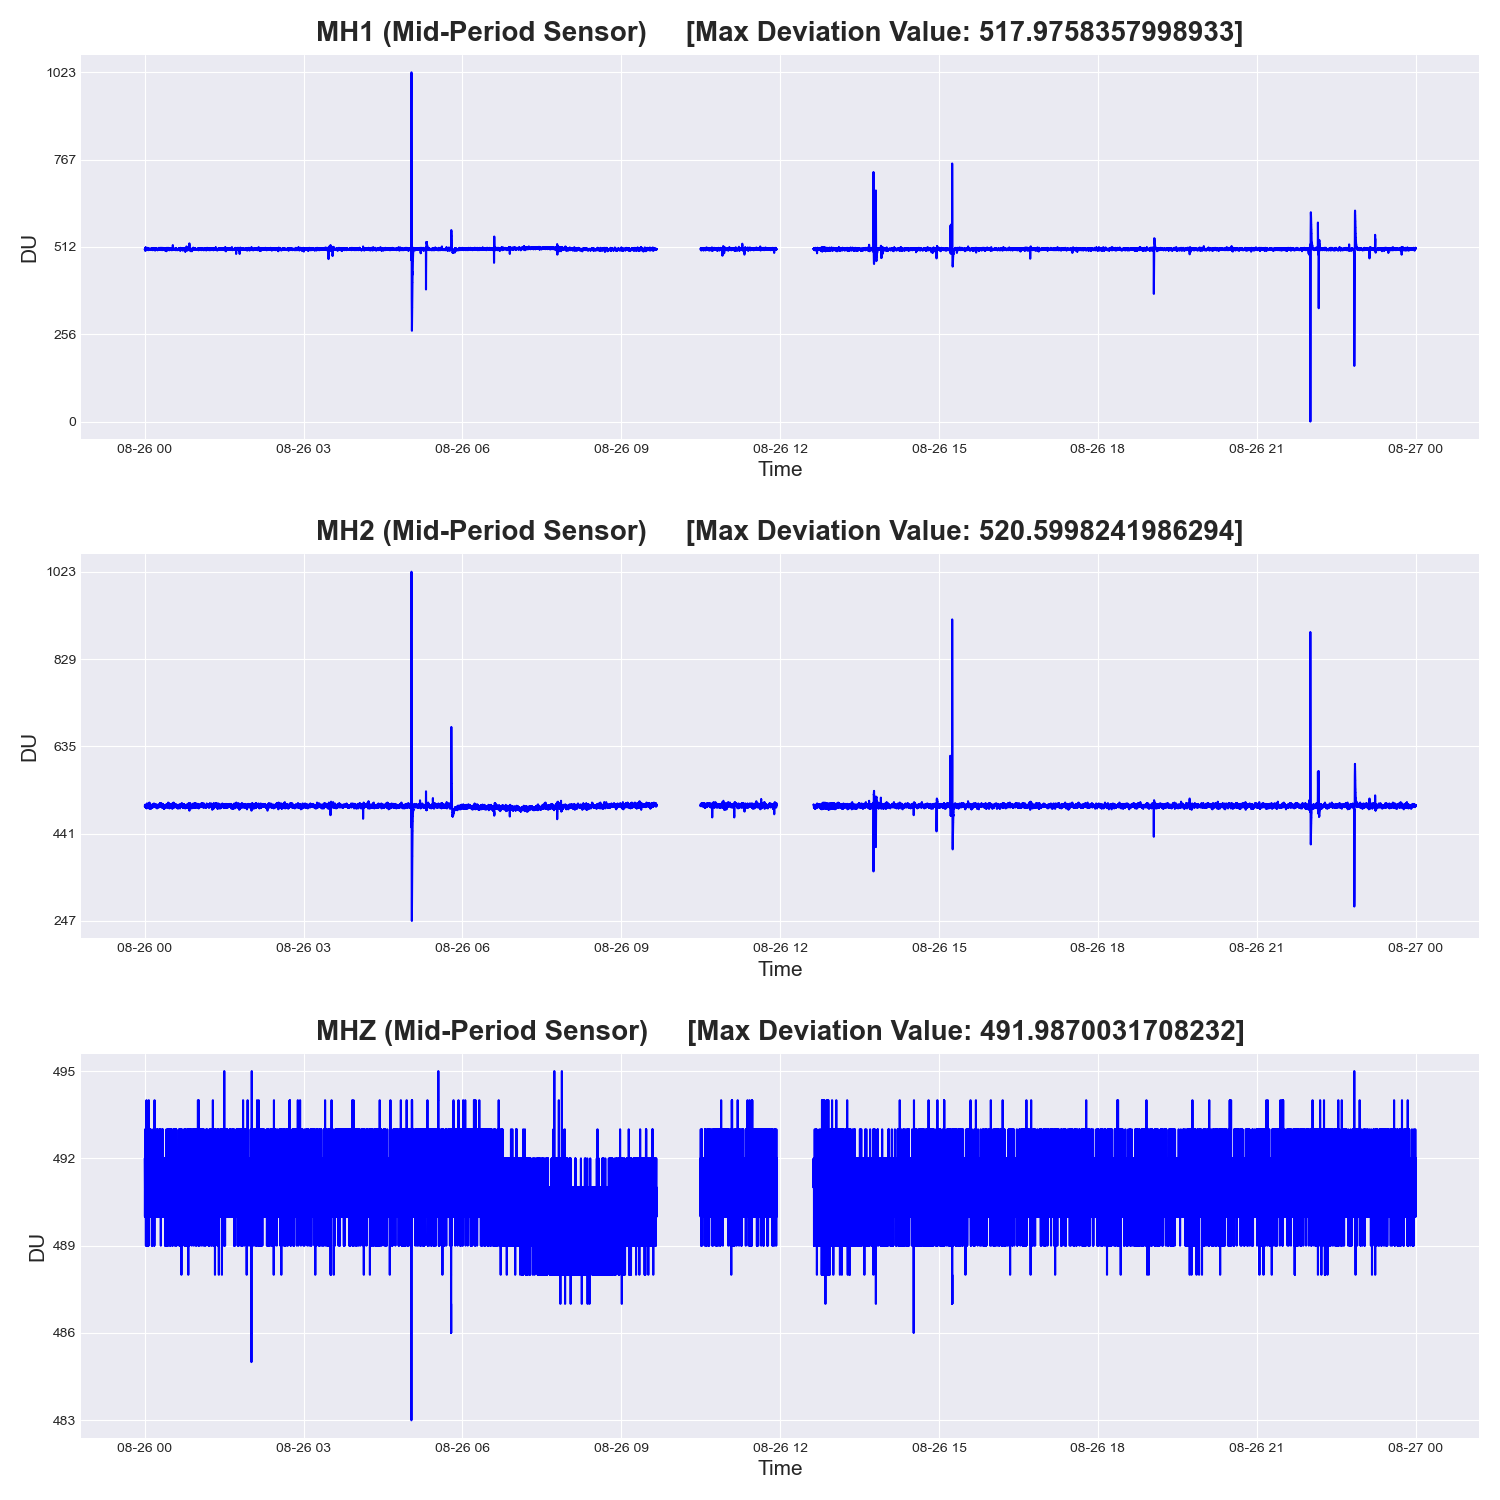 MH1 (Mid-Period Sensor) [Max Deviation Value: 517.9758357998933]
1023
767
512
256
0
DU
08-26 00 08-26 03 08-26 06 08-26 09 08-26 12 08-26 15 08-26 18 08-26 21 08-27 00
Time
MH2 (Mid-Period Sensor) [Max Deviation Value: 520.5998241986294]
1023
829
635
441
247
DU
08-26 00 08-26 03 08-26 06 08-26 09 08-26 12 08-26 15 08-26 18 08-26 21 08-27 00
Time
MHZ (Mid-Period Sensor) [Max Deviation Value: 491.9870031708232]
495
492
489
486
483
DU
08-26 00 08-26 03 08-26 06 08-26 09 08-26 12 08-26 15 08-26 18 08-26 21 08-27 00
Time